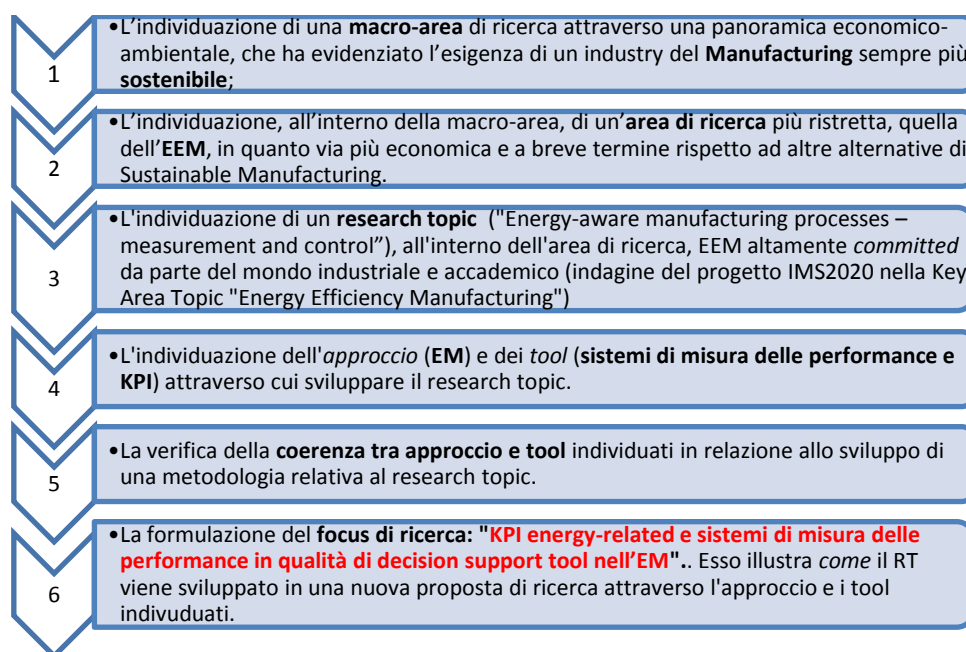 1
•L’individuazione di una macro-area di ricerca attraverso una panoramica economico-
ambientale, che ha evidenziato l’esigenza di un industry del Manufacturing sempre più
sostenibile;
2
•L’individuazione, all’interno della macro-area, di un’area di ricerca più ristretta, quella
dell’EEM, in quanto via più economica e a breve termine rispetto ad altre alternative di
Sustainable Manufacturing.
3
•L'individuazione di un research topic ("Energy-aware manufacturing processes –
measurement and control”), all'interno dell'area di ricerca, EEM altamente committed
da parte del mondo industriale e accademico (indagine del progetto IMS2020 nella Key
Area Topic "Energy Efficiency Manufacturing")
4
•L'individuazione dell'approccio (EM) e dei tool (sistemi di misura delle performance e
KPI) attraverso cui sviluppare il research topic.
5
•La verifica della coerenza tra approccio e tool individuati in relazione allo sviluppo di
una metodologia relativa al research topic.
6
•La formulazione del focus di ricerca: "KPI energy-related e sistemi di misura delle
performance in qualità di decision support tool nell’EM".. Esso illustra come il RT
viene sviluppato in una nuova proposta di ricerca attraverso l'approccio e i tool
indivuduati.